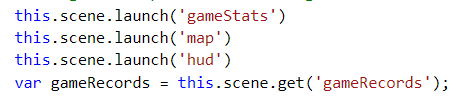 this.scene.launch('gameStats')
this.scene.launch('map')
this.scene.launch('hud')
var gameRecords = this.scene.get('gameRecords');